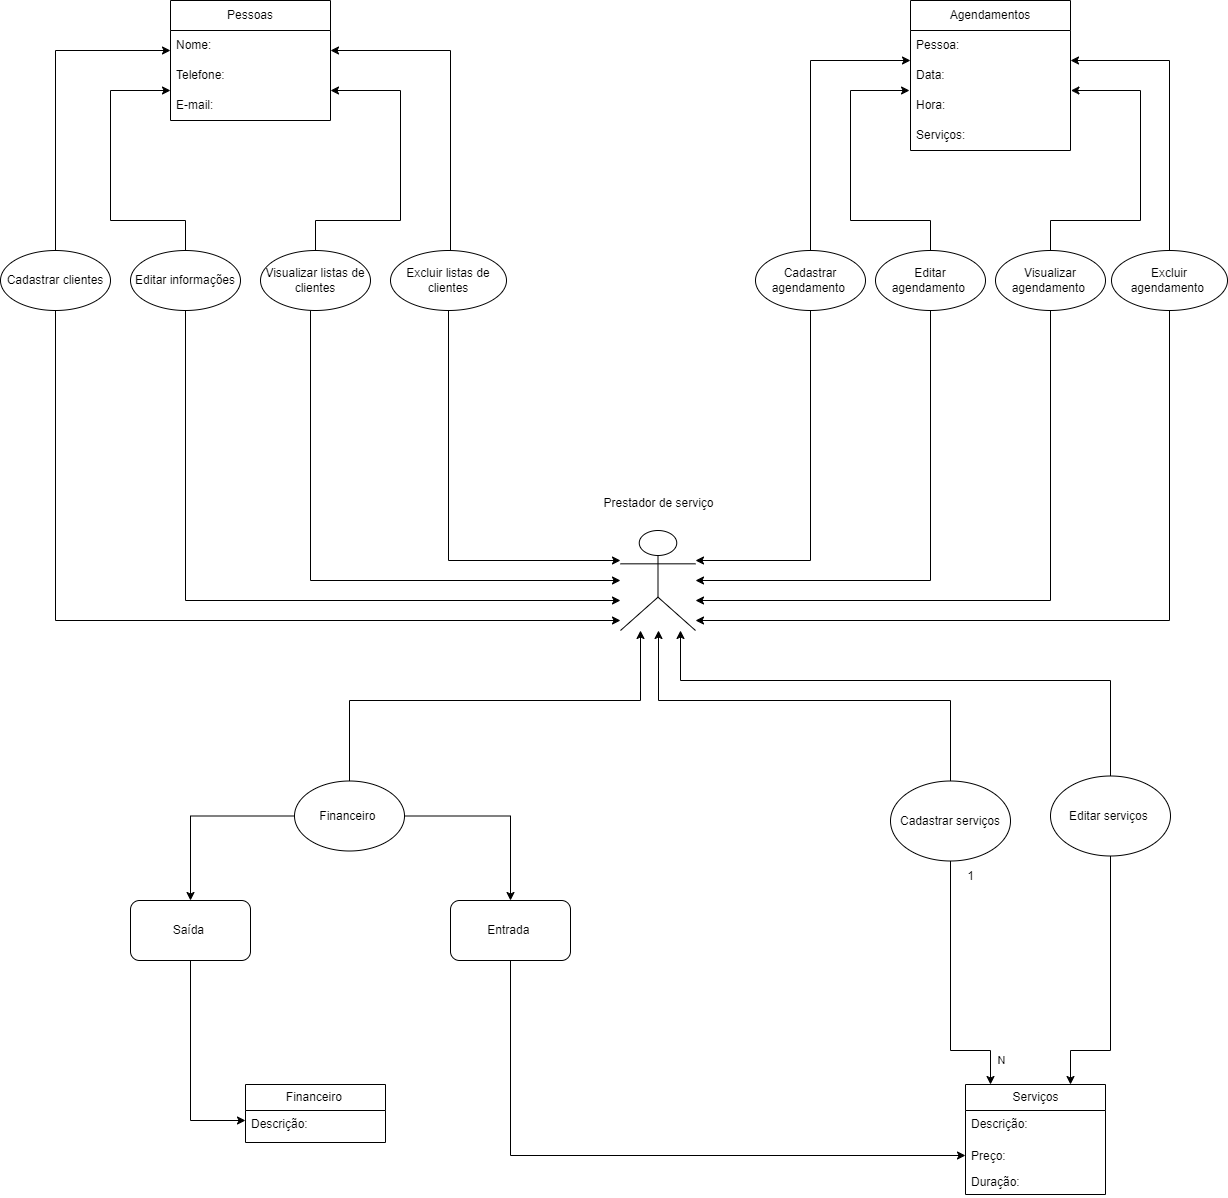 Pessoas
Nome:
Telefone:
E-mail:
Agendamentos
Pessoa:
Data:
Hora:
Serviços:
Cadastrar clientes
Editar informações
Visualizar listas de
clientes
Excluir listas de
clientes
Cadastrar
agendamento
Editar
agendamento
Visualizar
agendamento
Excluir
agendamento
Prestador de serviço
Financeiro
Cadastrar serviços
Editar serviços
1
Saída
Entrada
N
Financeiro
Descrição:
Serviços
Descrição:
Preço:
Duração: